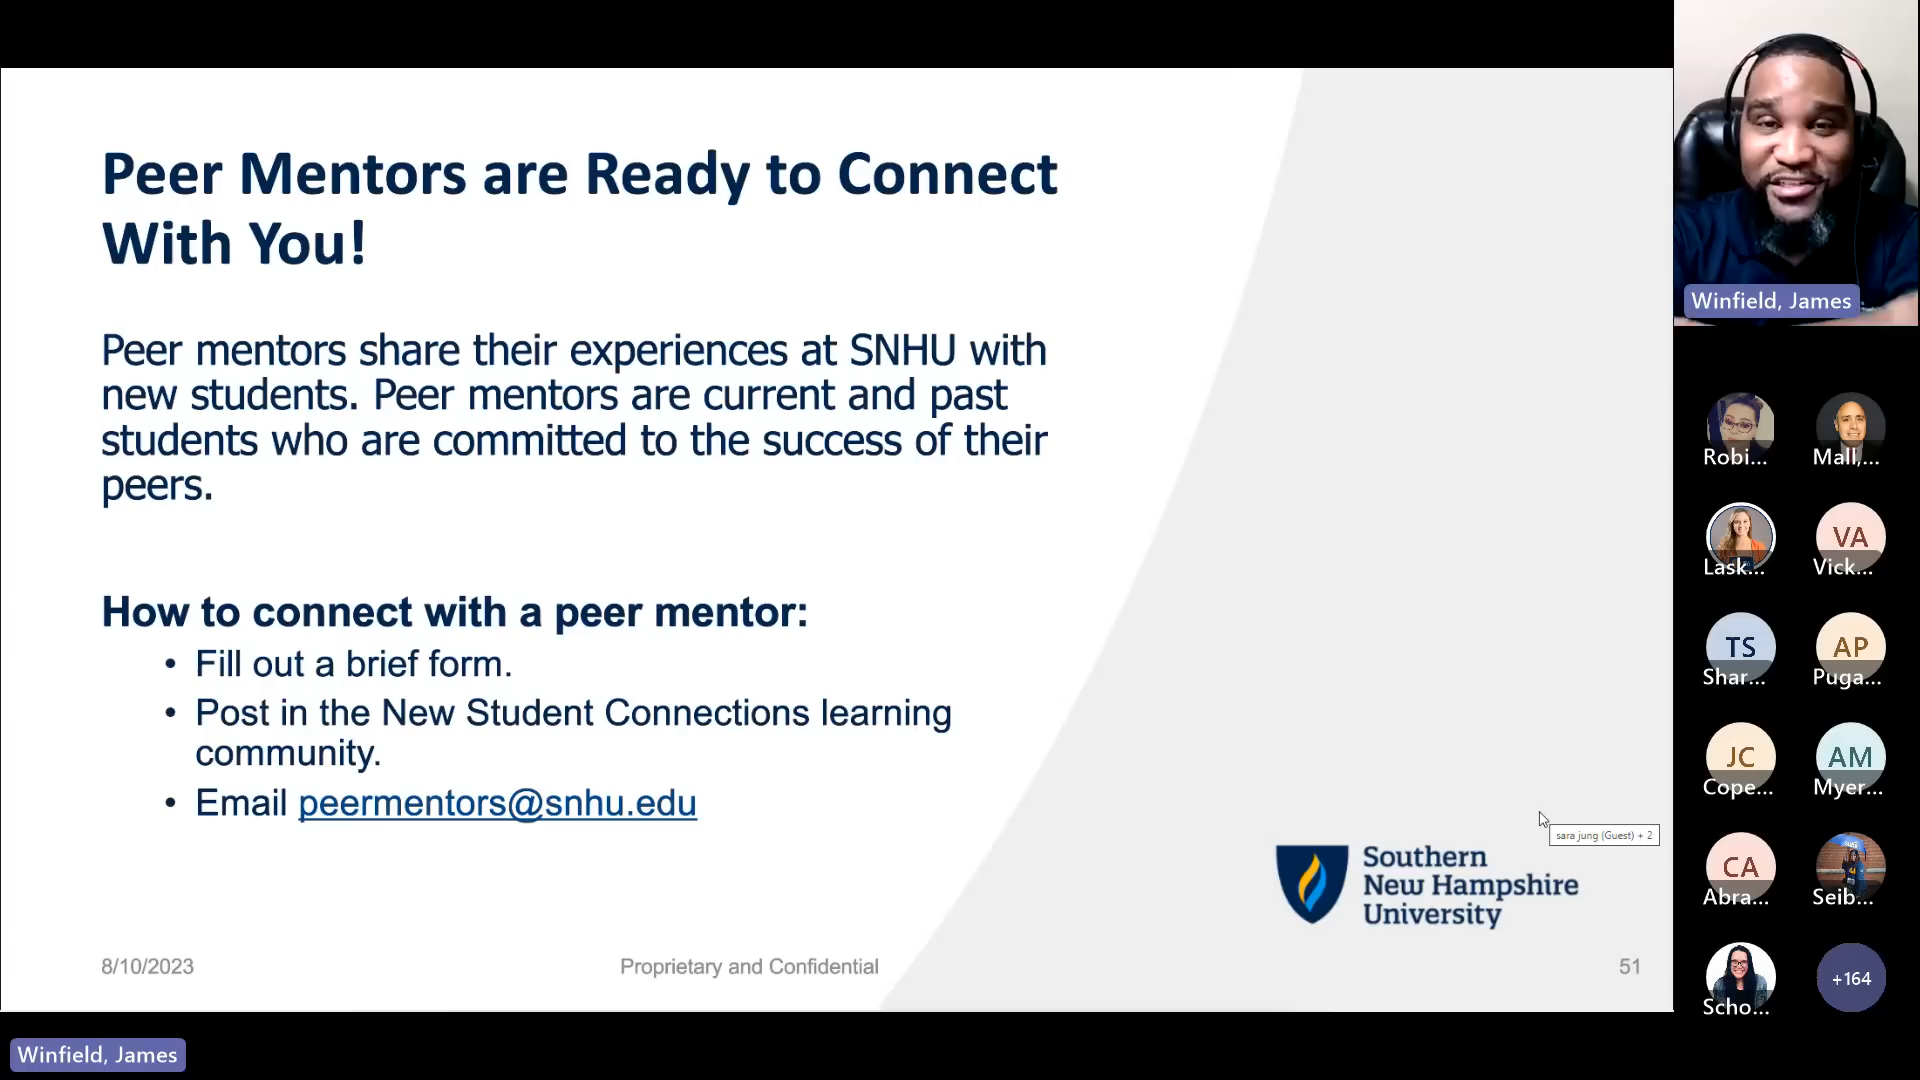 Peer Mentors are Ready to Connect
With You!
Peer mentors share their experiences at SNHU with
new students. Peer mentors are current and past
students who are committed to the success of their
peers.
How to connect with a peer mentor:
• Fill out a brief form.
• Post in the New Student Connections learning
community.
• Email peermentors@snhu.edu
sara jung (Guest) + 2
Southern
New Hampshire
University
8/10/2023
Proprietary and Confidential
51
Winfield, James
Winfield, James
Robi...
Mall,...
Lask...
VA
Vick...
TS
Shar...
AP
Puga...
JC
Cope...
AM
Myer...
CA
Abra...
Seib...
Scho...
+164